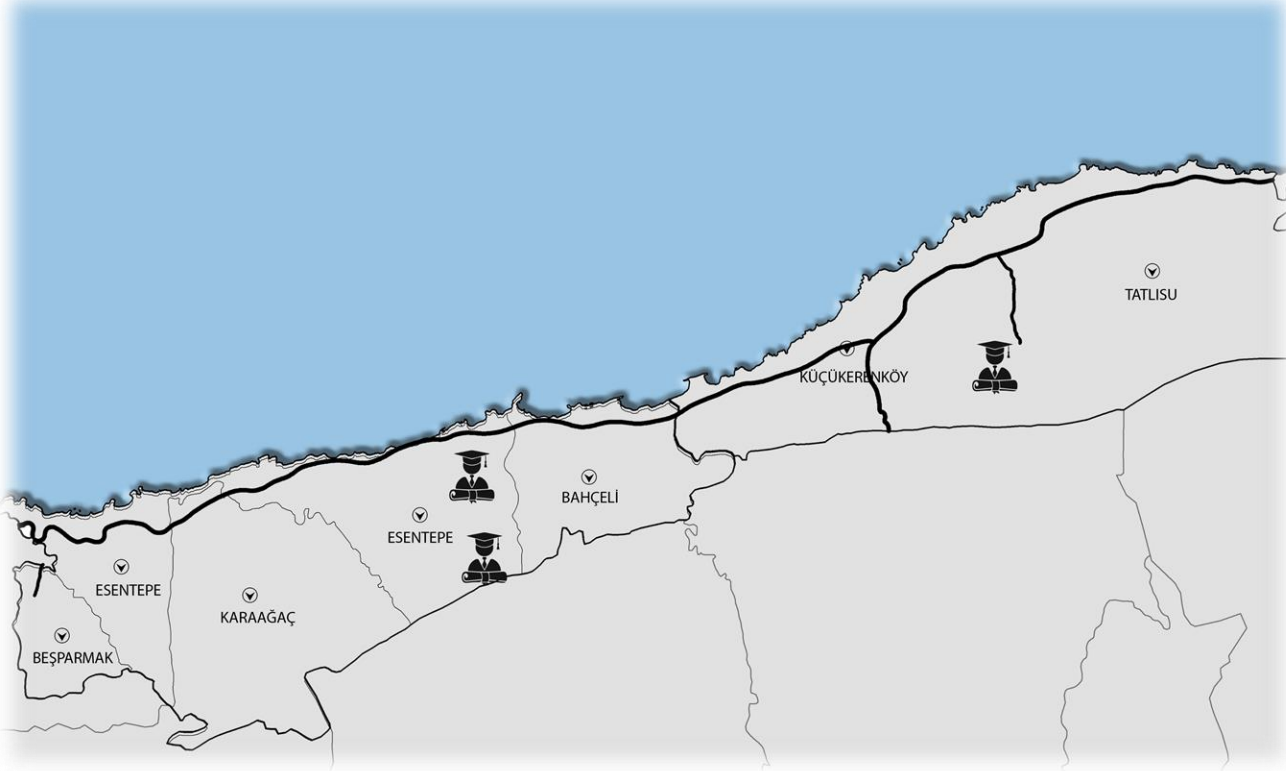 TATLISU
KÜÇÜKERENKÖY
BAHÇELİ
ESENTEPE
ESENTEPE
KARAAĞAÇ
BEŞPARMAK